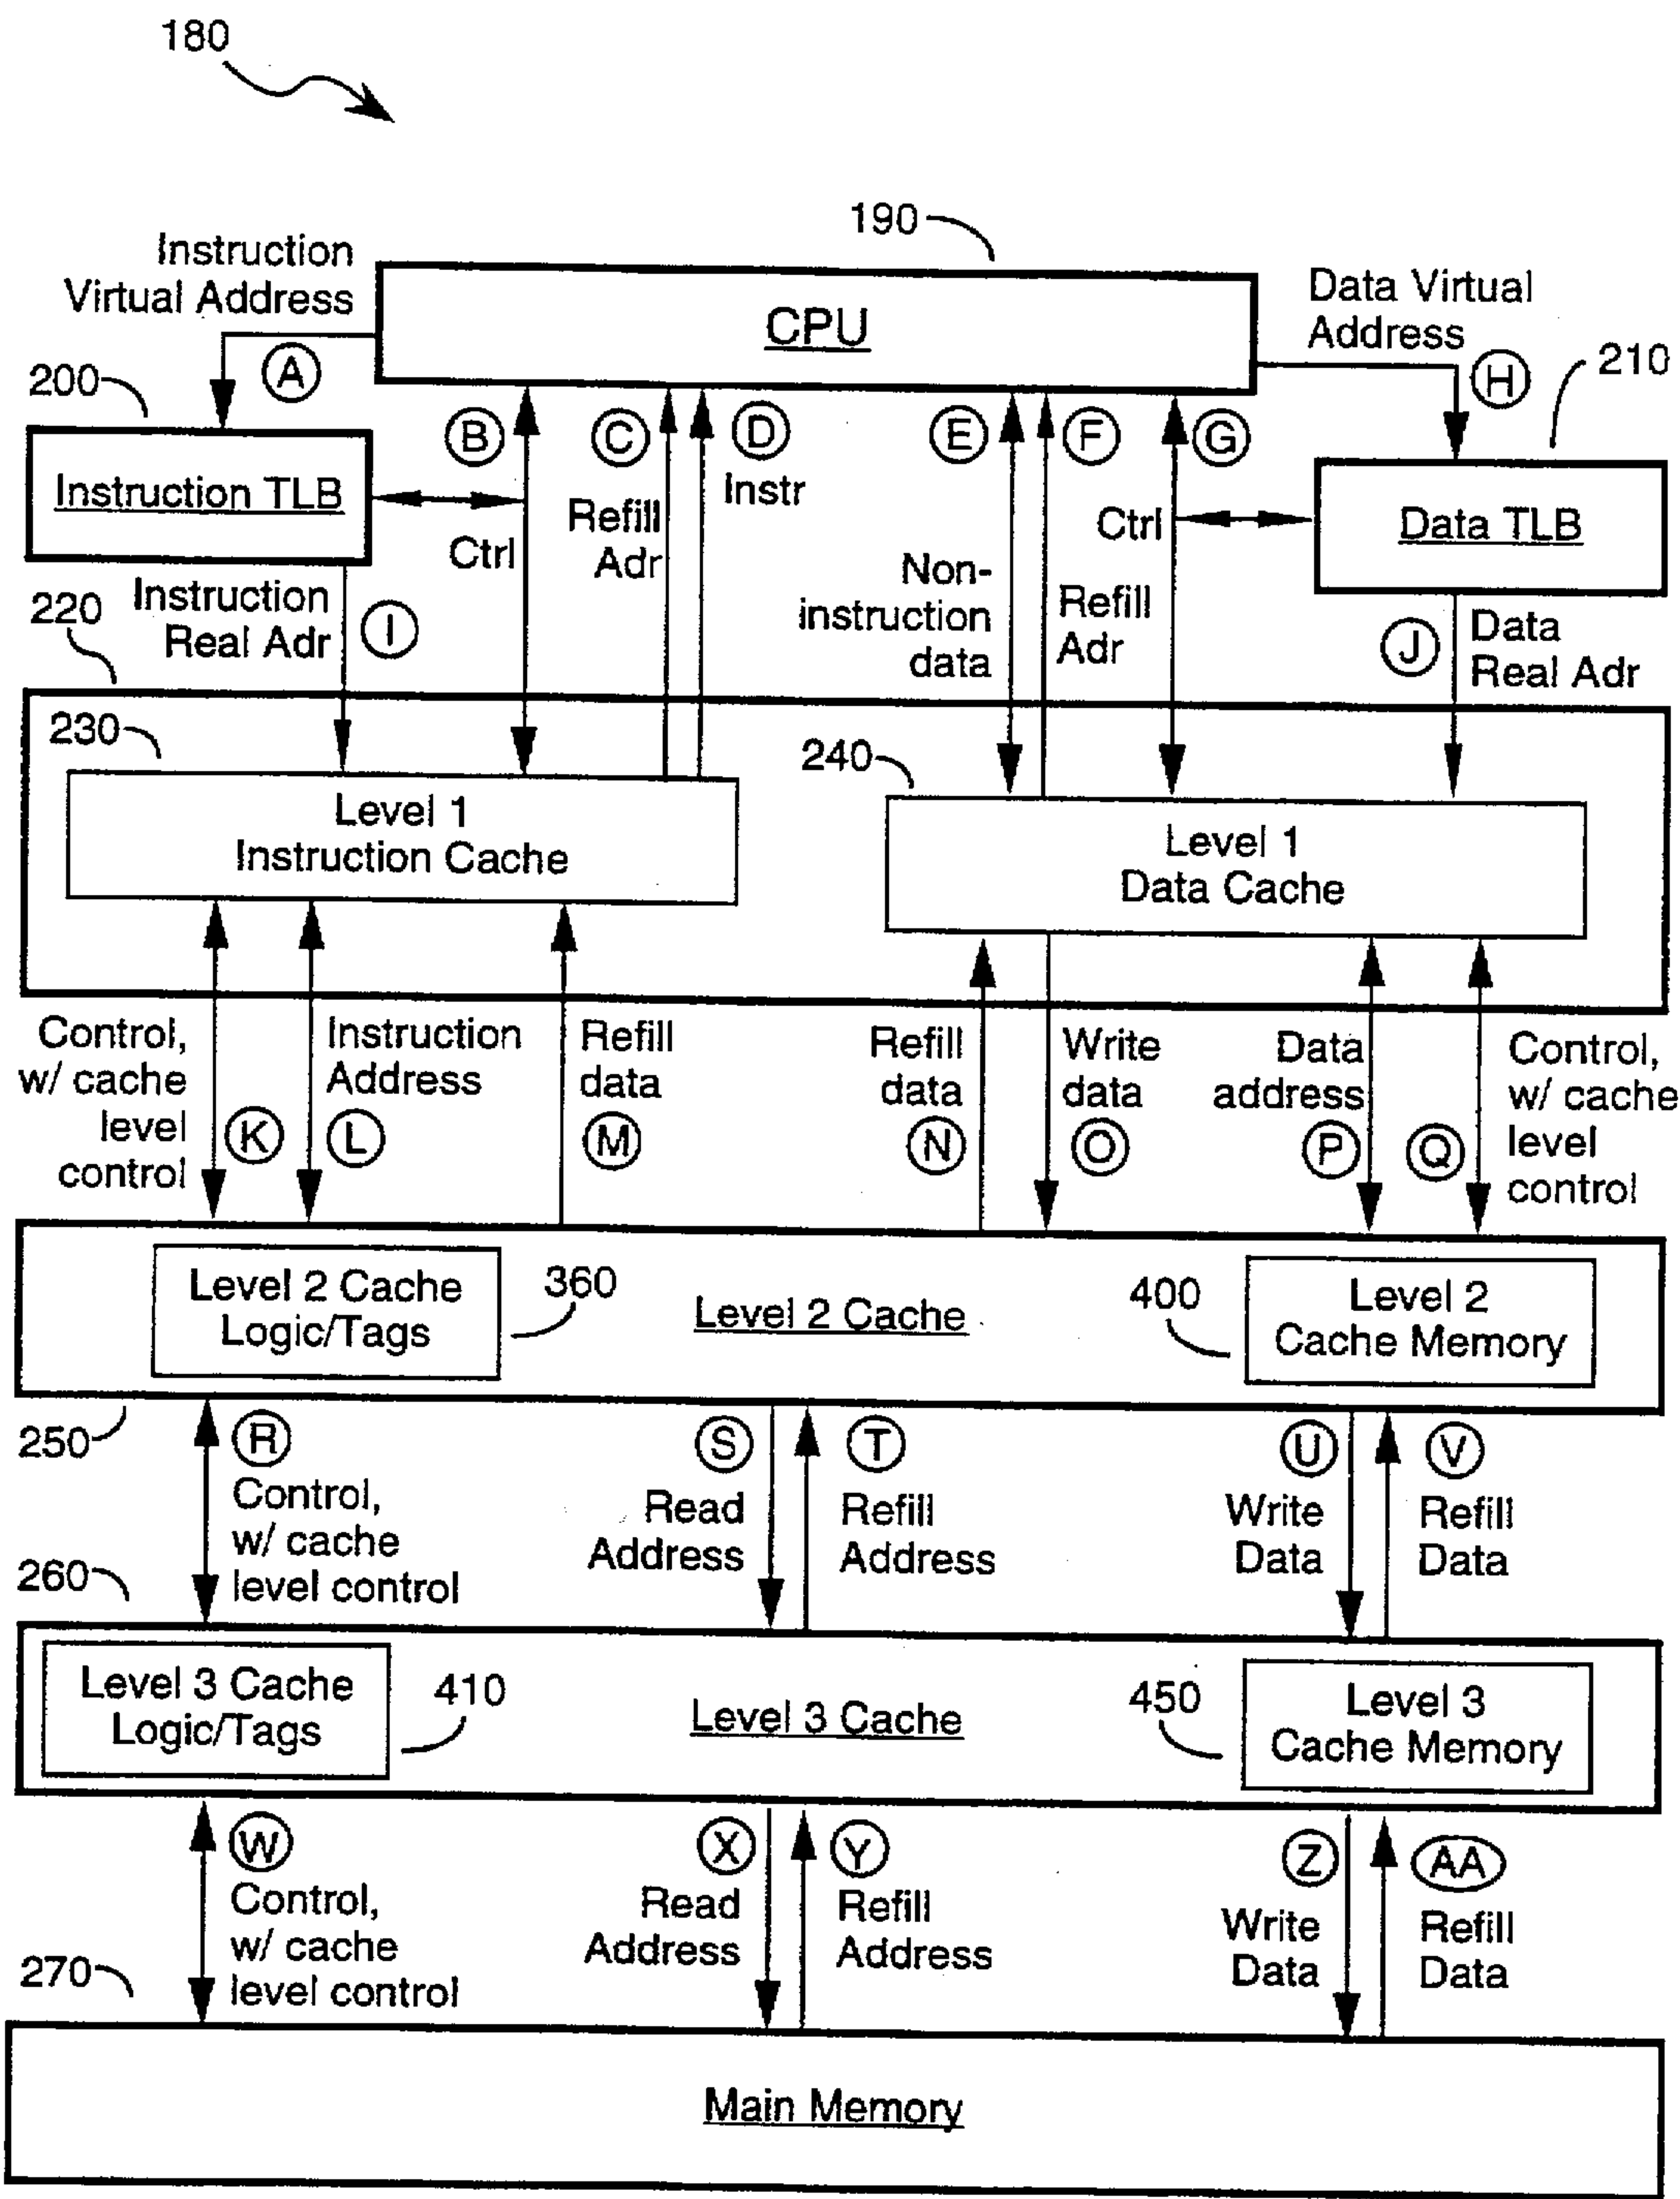 180
190
Instruction
Virtual Address
CPU
Data Virtual
Address
200
A
H
210
B
C
D
E
F
G
Instruction TLB
Instr
Refill
Adr
Ctrl
Ctrl
Data TLB
Non-
instruction
data
Refill
Adr
220
Instruction
Real Adr
I
J
Data
Real Adr
230
240
Level 1
Instruction Cache
Level 1
Data Cache
Control,
w/ cache
level
control
K
Instruction
Address
L
Refill
data
M
Refill
data
N
Write
data
O
Data
address
P
Q
Control,
w/ cache
level
control
Level 2 Cache
Logic/Tags
360
Level 2 Cache
400
Level 2
Cache Memory
250
R
Control,
w/ cache
level control
S
Read
Address
T
Refill
Address
U
Write
Data
V
Refill
Data
260
Level 3 Cache
Logic/Tags
410
Level 3 Cache
450
Level 3
Cache Memory
W
Control,
w/ cache
level control
X
Read
Address
Y
Refill
Address
Z
Write
Data
AA
Refill
Data
270
Main Memory